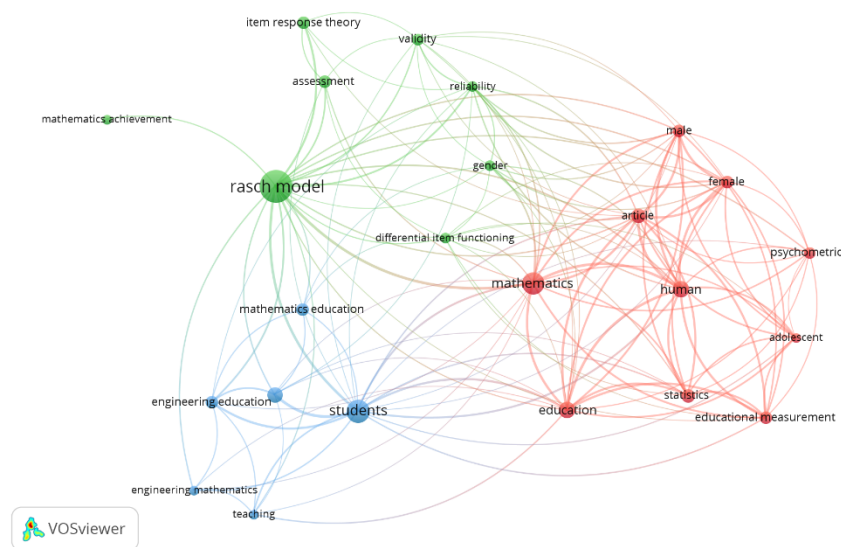 item response theory
validity
assessment
reliability
mathematics achievement
male
gender
rasch model
female
article
differential item functioning
psychometric
mathematics
human
mathematics education
adolescent
engineering education
students
education
statistics
educational measurement
engineering mathematics
teaching
VOSviewer